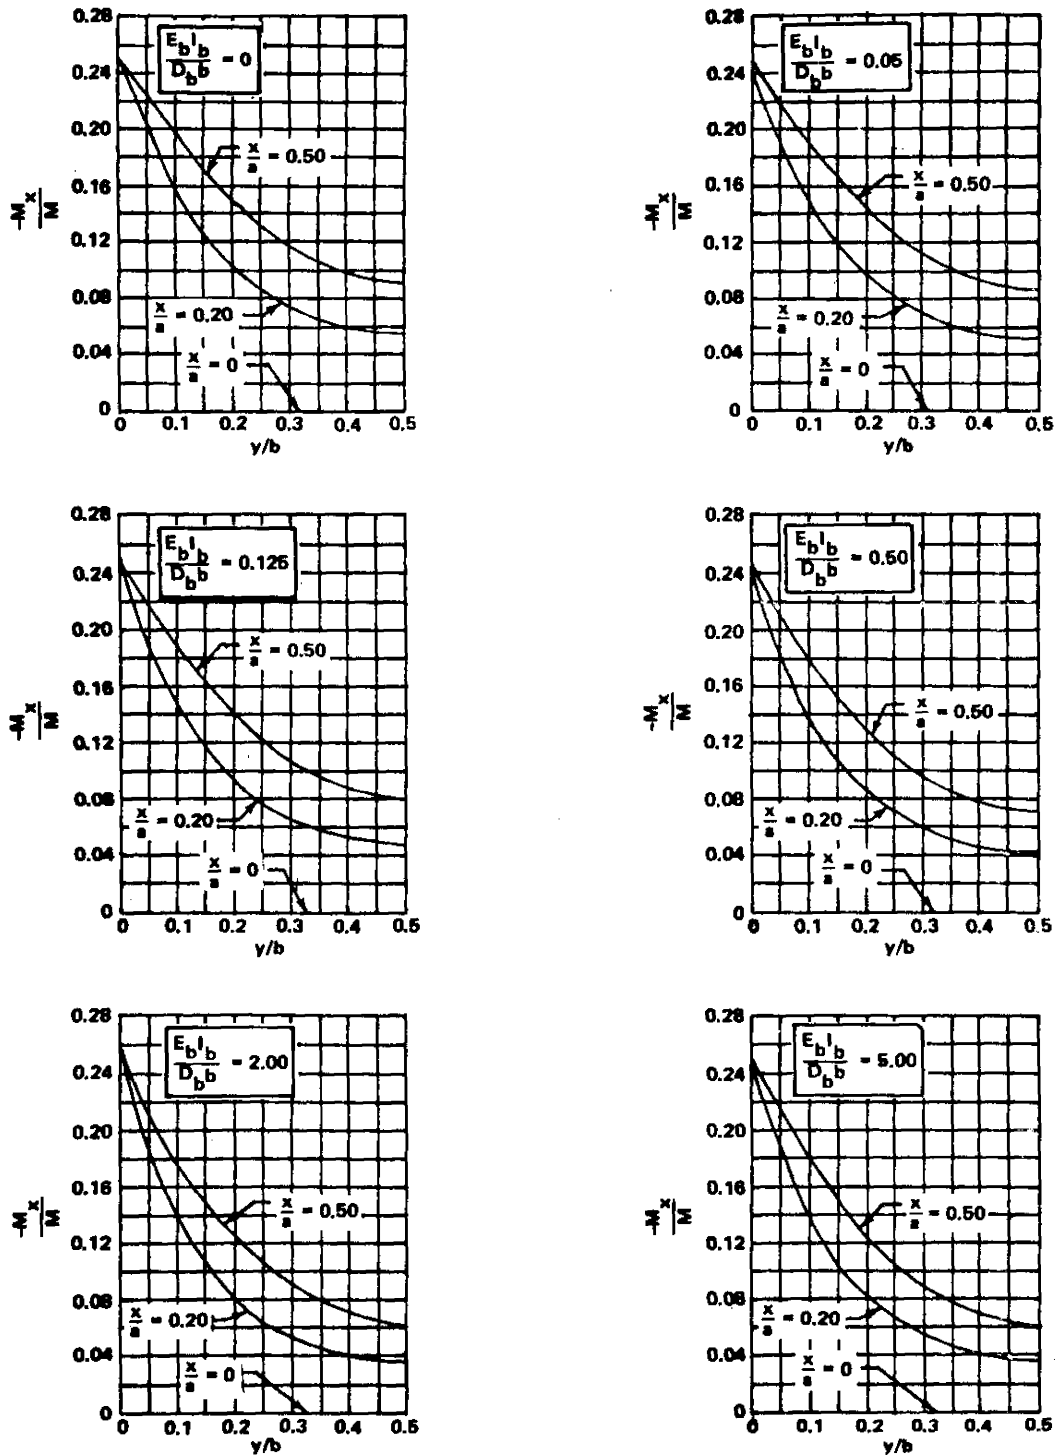 0.28
0.24
0.20
0.16
0.12
0.08
0.04
0
-M_x / M
E_b I_b / D_b b = 0
x/a = 0.50
x/a = 0.20
x/a = 0
0 0.1 0.2 0.3 0.4 0.5
y/b
0.28
0.24
0.20
0.16
0.12
0.08
0.04
0
-M_x / M
E_b I_b / D_b b = 0.05
x/a = 0.50
x/a = 0.20
x/a = 0
0 0.1 0.2 0.3 0.4 0.5
y/b
0.28
0.24
0.20
0.16
0.12
0.08
0.04
0
-M_x / M
E_b I_b / D_b b = 0.125
x/a = 0.50
x/a = 0.20
x/a = 0
0 0.1 0.2 0.3 0.4 0.5
y/b
0.28
0.24
0.20
0.16
0.12
0.08
0.04
0
-M_x / M
E_b I_b / D_b b = 0.50
x/a = 0.50
x/a = 0.20
x/a = 0
0 0.1 0.2 0.3 0.4 0.5
y/b
0.28
0.24
0.20
0.16
0.12
0.08
0.04
0
-M_x / M
E_b I_b / D_b b = 2.00
x/a = 0.50
x/a = 0.20
x/a = 0
0 0.1 0.2 0.3 0.4 0.5
y/b
0.28
0.24
0.20
0.16
0.12
0.08
0.04
0
-M_x / M
E_b I_b / D_b b = 5.00
x/a = 0.50
x/a = 0.20
x/a = 0
0 0.1 0.2 0.3 0.4 0.5
y/b